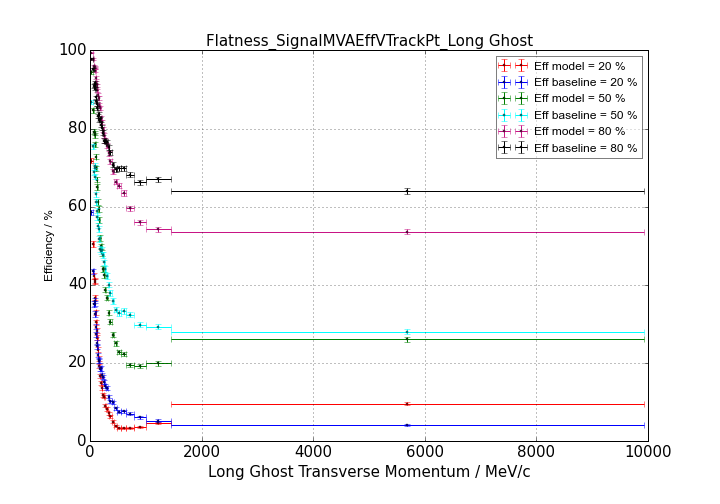 Flatness_SignalMVAEffVTrackPt_Long Ghost
Efficiency / %
100
80
60
40
20
0
Eff model = 20 %
Eff baseline = 20 %
Eff model = 50 %
Eff baseline = 50 %
Eff model = 80 %
Eff baseline = 80 %
0 2000 4000 6000 8000 10000
Long Ghost Transverse Momentum / MeV/c